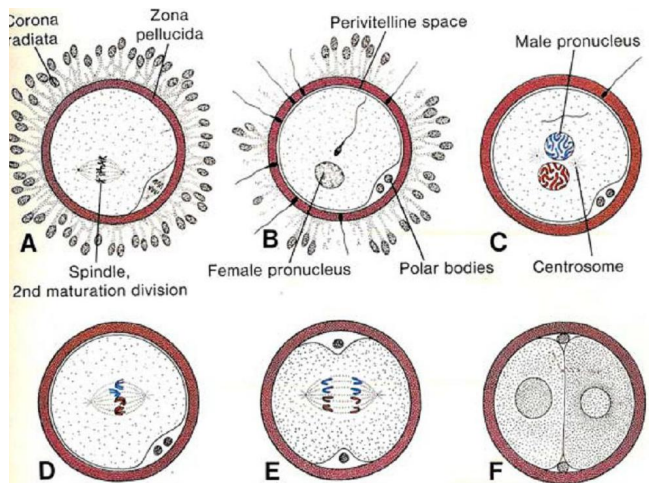 Corona
radiata
Zona
pellucida
Perivitelline space
Male pronucleus
A
B
C
Spindle,
2nd maturation division
Female pronucleus
Polar bodies
Centrosome
D
E
F